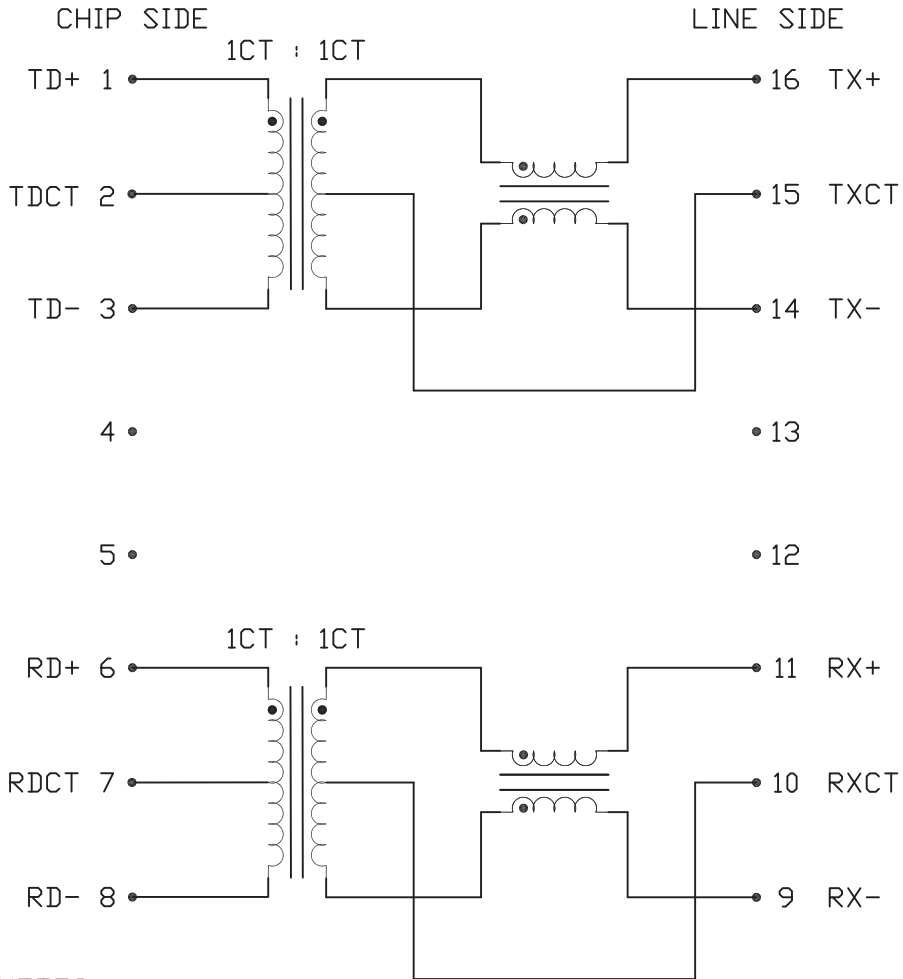 CHIP SIDE LINE SIDE
1CT : 1CT
TD+ 1 16 TX+
TDCT 2 15 TXCT
TD- 3 14 TX-
4 13
5 12
1CT : 1CT
RD+ 6 11 RX+
RDCT 7 10 RXCT
RD- 8 9 RX-